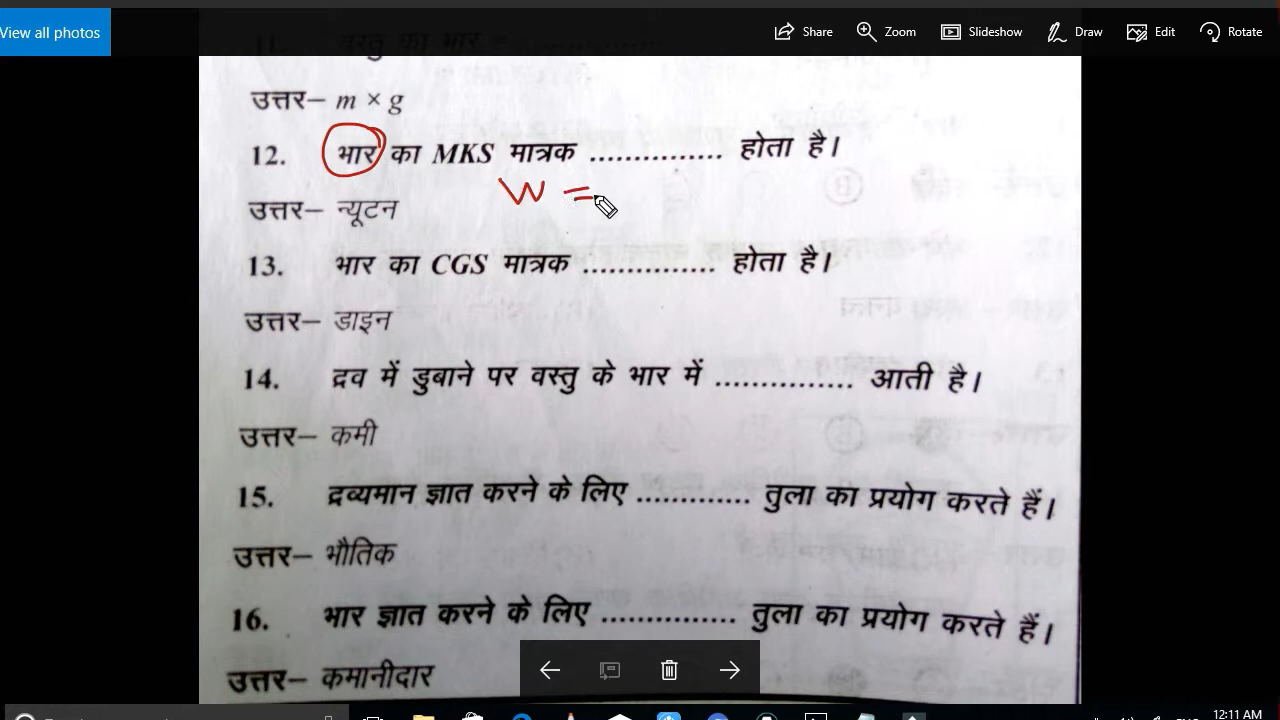 View all photos
Share Zoom Slideshow Draw Edit Rotate
11. वस्तु का भार = ..................
उत्तर– m × g
12. भार का MKS मात्रक ............... होता है।
W =
उत्तर– न्यूटन
13. भार का CGS मात्रक ............... होता है।
उत्तर– डाइन
14. द्रव में डुबाने पर वस्तु के भार में ............... आती है।
उत्तर– कमी
15. द्रव्यमान ज्ञात करने के लिए ............. तुला का प्रयोग करते हैं।
उत्तर– भौतिक
16. भार ज्ञात करने के लिए ............... तुला का प्रयोग करते हैं।
उत्तर– कमानीदार
12:11 AM